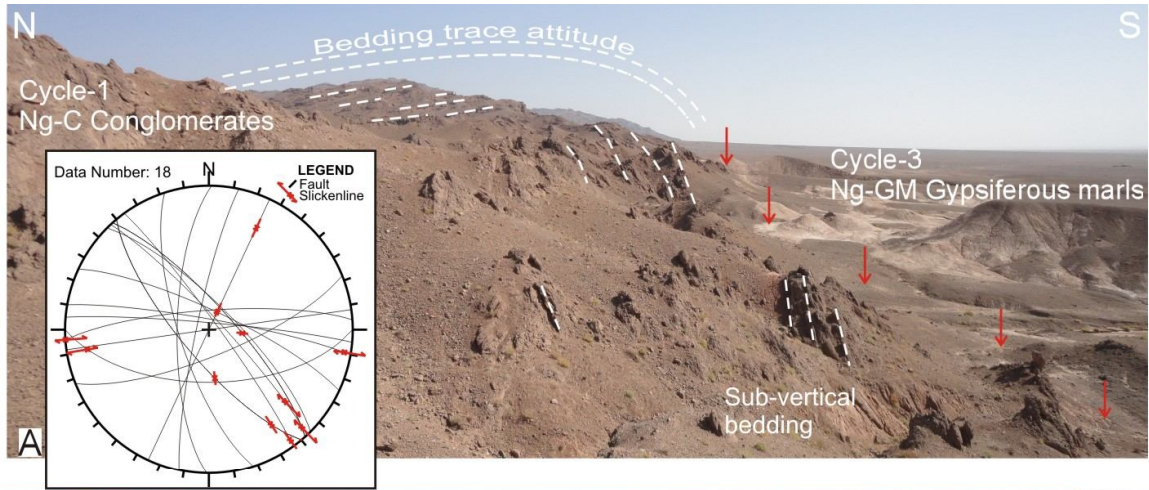 N
S
Bedding trace attitude
Cycle-1
Ng-C Conglomerates
Cycle-3
Ng-GM Gypsiferous marls
Data Number: 18
N
LEGEND
Fault
Slickenline
Sub-vertical
bedding
A